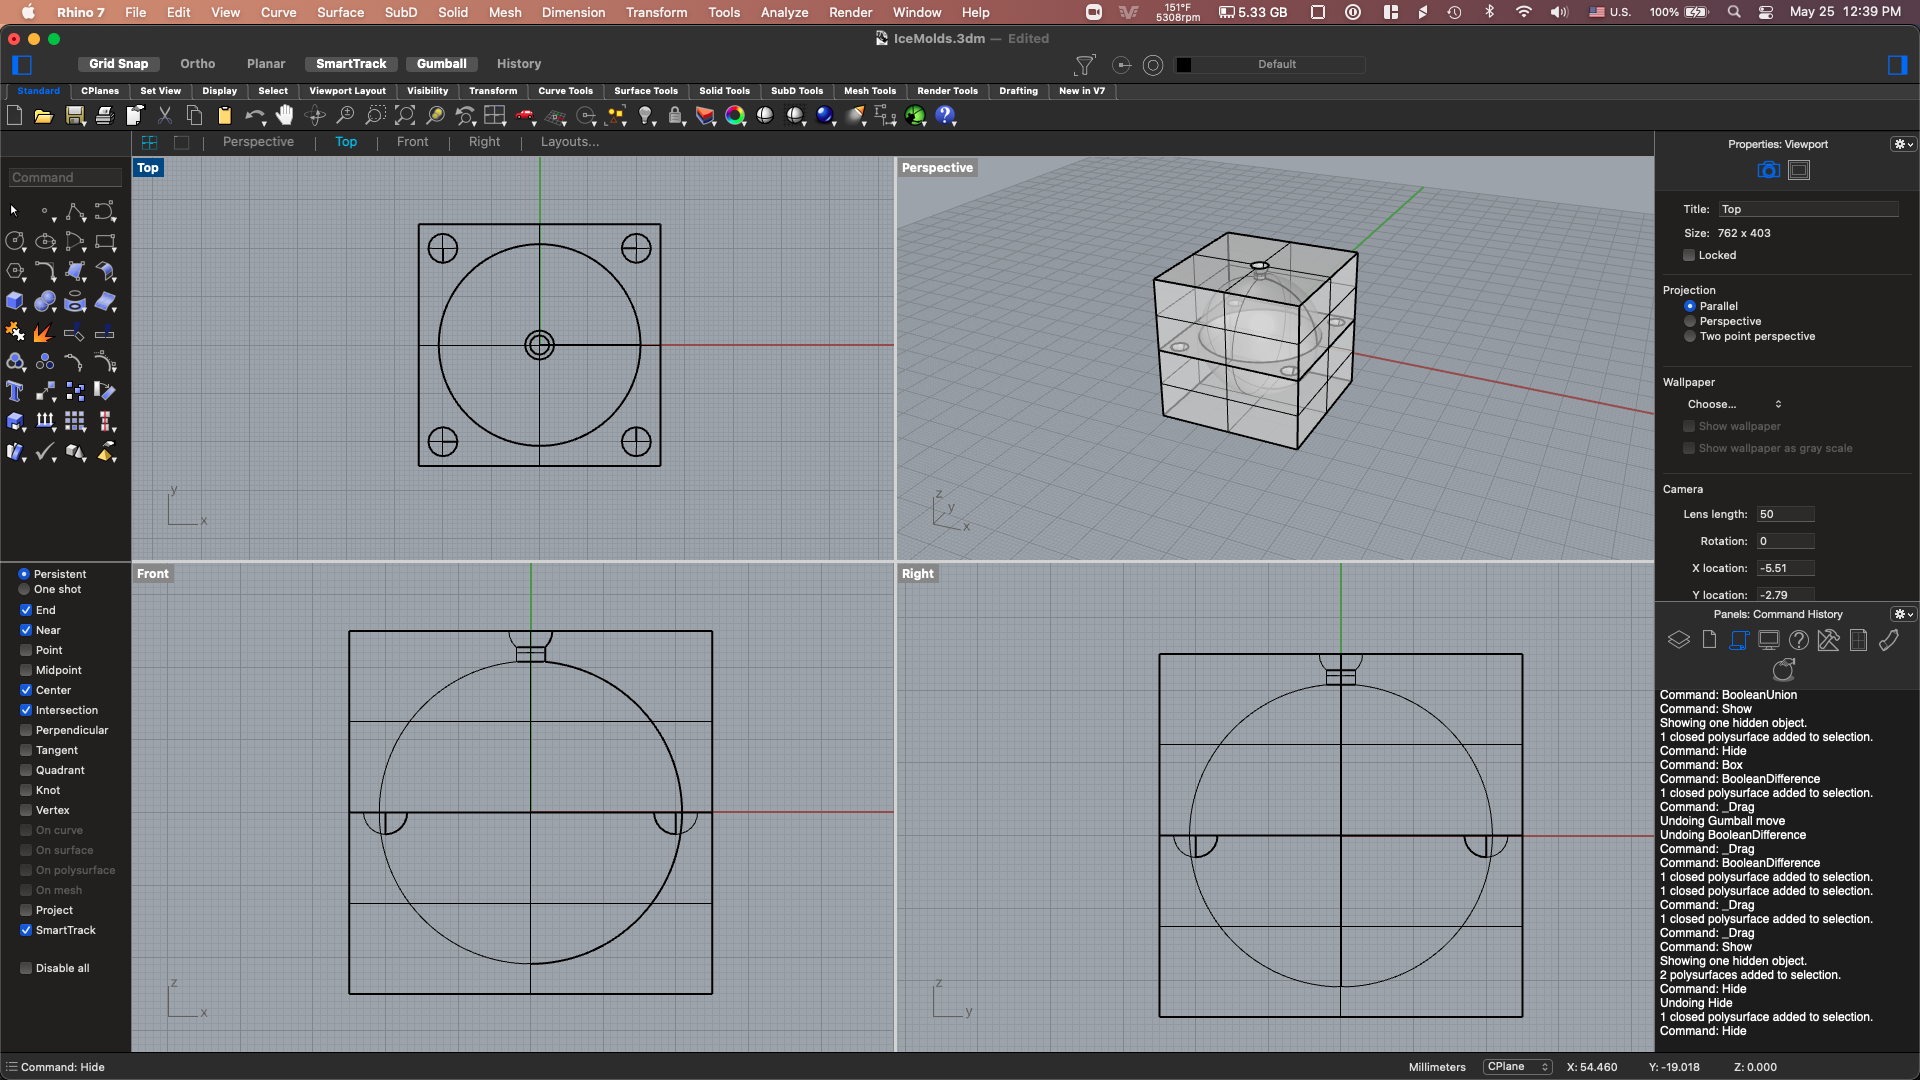 Rhino 7 File Edit View Curve Surface SubD Solid Mesh Dimension Transform Tools Analyze Render Window Help 151°F 5308rpm 5.33 GB U.S. 100% May 25 12:39 PM
IceMolds.3dm — Edited
Grid Snap Ortho Planar SmartTrack Gumball History Default
Standard CPlanes Set View Display Select Viewport Layout Visibility Transform Curve Tools Surface Tools Solid Tools SubD Tools Mesh Tools Render Tools Drafting New in V7
Perspective Top Front Right Layouts...
Command
Top
y
x
Perspective
z
y
x
Front
z
x
Right
z
y
Persistent
One shot
End
Near
Point
Midpoint
Center
Intersection
Perpendicular
Tangent
Quadrant
Knot
Vertex
On curve
On surface
On polysurface
On mesh
Project
SmartTrack
Disable all
Properties: Viewport
Title: Top
Size: 762 x 403
Locked
Projection
Parallel
Perspective
Two point perspective
Wallpaper
Choose...
Show wallpaper
Show wallpaper as gray scale
Camera
Lens length: 50
Rotation: 0
X location: -5.51
Y location: -2.79
Panels: Command History
Command: BooleanUnion
Command: Show
Showing one hidden object.
1 closed polysurface added to selection.
Command: Hide
Command: Box
Command: BooleanDifference
1 closed polysurface added to selection.
Command: _Drag
Undoing Gumball move
Undoing BooleanDifference
Command: _Drag
Command: BooleanDifference
1 closed polysurface added to selection.
1 closed polysurface added to selection.
Command: _Drag
1 closed polysurface added to selection.
Command: _Drag
Command: Show
Showing one hidden object.
2 polysurfaces added to selection.
Command: Hide
Undoing Hide
1 closed polysurface added to selection.
Command: Hide
Command: Hide
Millimeters CPlane X: 54.460 Y: -19.018 Z: 0.000